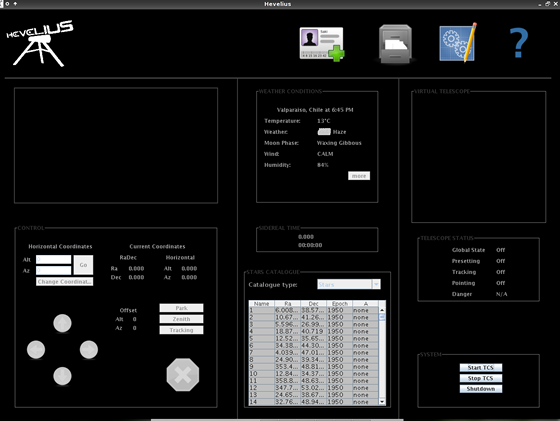 Hevelius
HEVELIUS
?
WEATHER CONDITIONS
Valparaiso, Chile at 6:45 PM
Temperature: 13°C
Weather: Haze
Moon Phase: Waxing Gibbous
Wind: CALM
Humidity: 84%
more
VIRTUAL TELESCOPE
SIDEREAL TIME
0.000
00:00:00
CONTROL
Horizontal Coordinates
Alt
Az
Go
Change Coordinat...
Current Coordinates
RaDec Horizontal
Ra 0.000 Alt 0.000
Dec 0.000 Az 0.000
Offset
Alt 0
Az 0
Park
Zenith
Tracking
STARS CATALOGUE
Catalogue type: Stars
Name Ra Dec Epoch A
1 6.008... 38.57... 1950 none
2 10.67... 41.26... 1950 none
3 5.596... 26.99... 1950 none
4 18.87... 40.719 1950 none
5 12.52... 35.65... 1950 none
6 34.38... 44.30... 1950 none
7 4.039... 47.01... 1950 none
8 24.90... 39.34... 1950 none
9 353.4... 48.81... 1950 none
10 12.84... 34.37... 1950 none
11 358.8... 48.63... 1950 none
12 347.7... 53.02... 1950 none
13 24.65... 38.67... 1950 none
14 32.76... 48.94... 1950 none
TELESCOPE STATUS
Global State Off
Presetting Off
Tracking Off
Pointing Off
Danger N/A
SYSTEM
Start TCS
Stop TCS
Shutdown